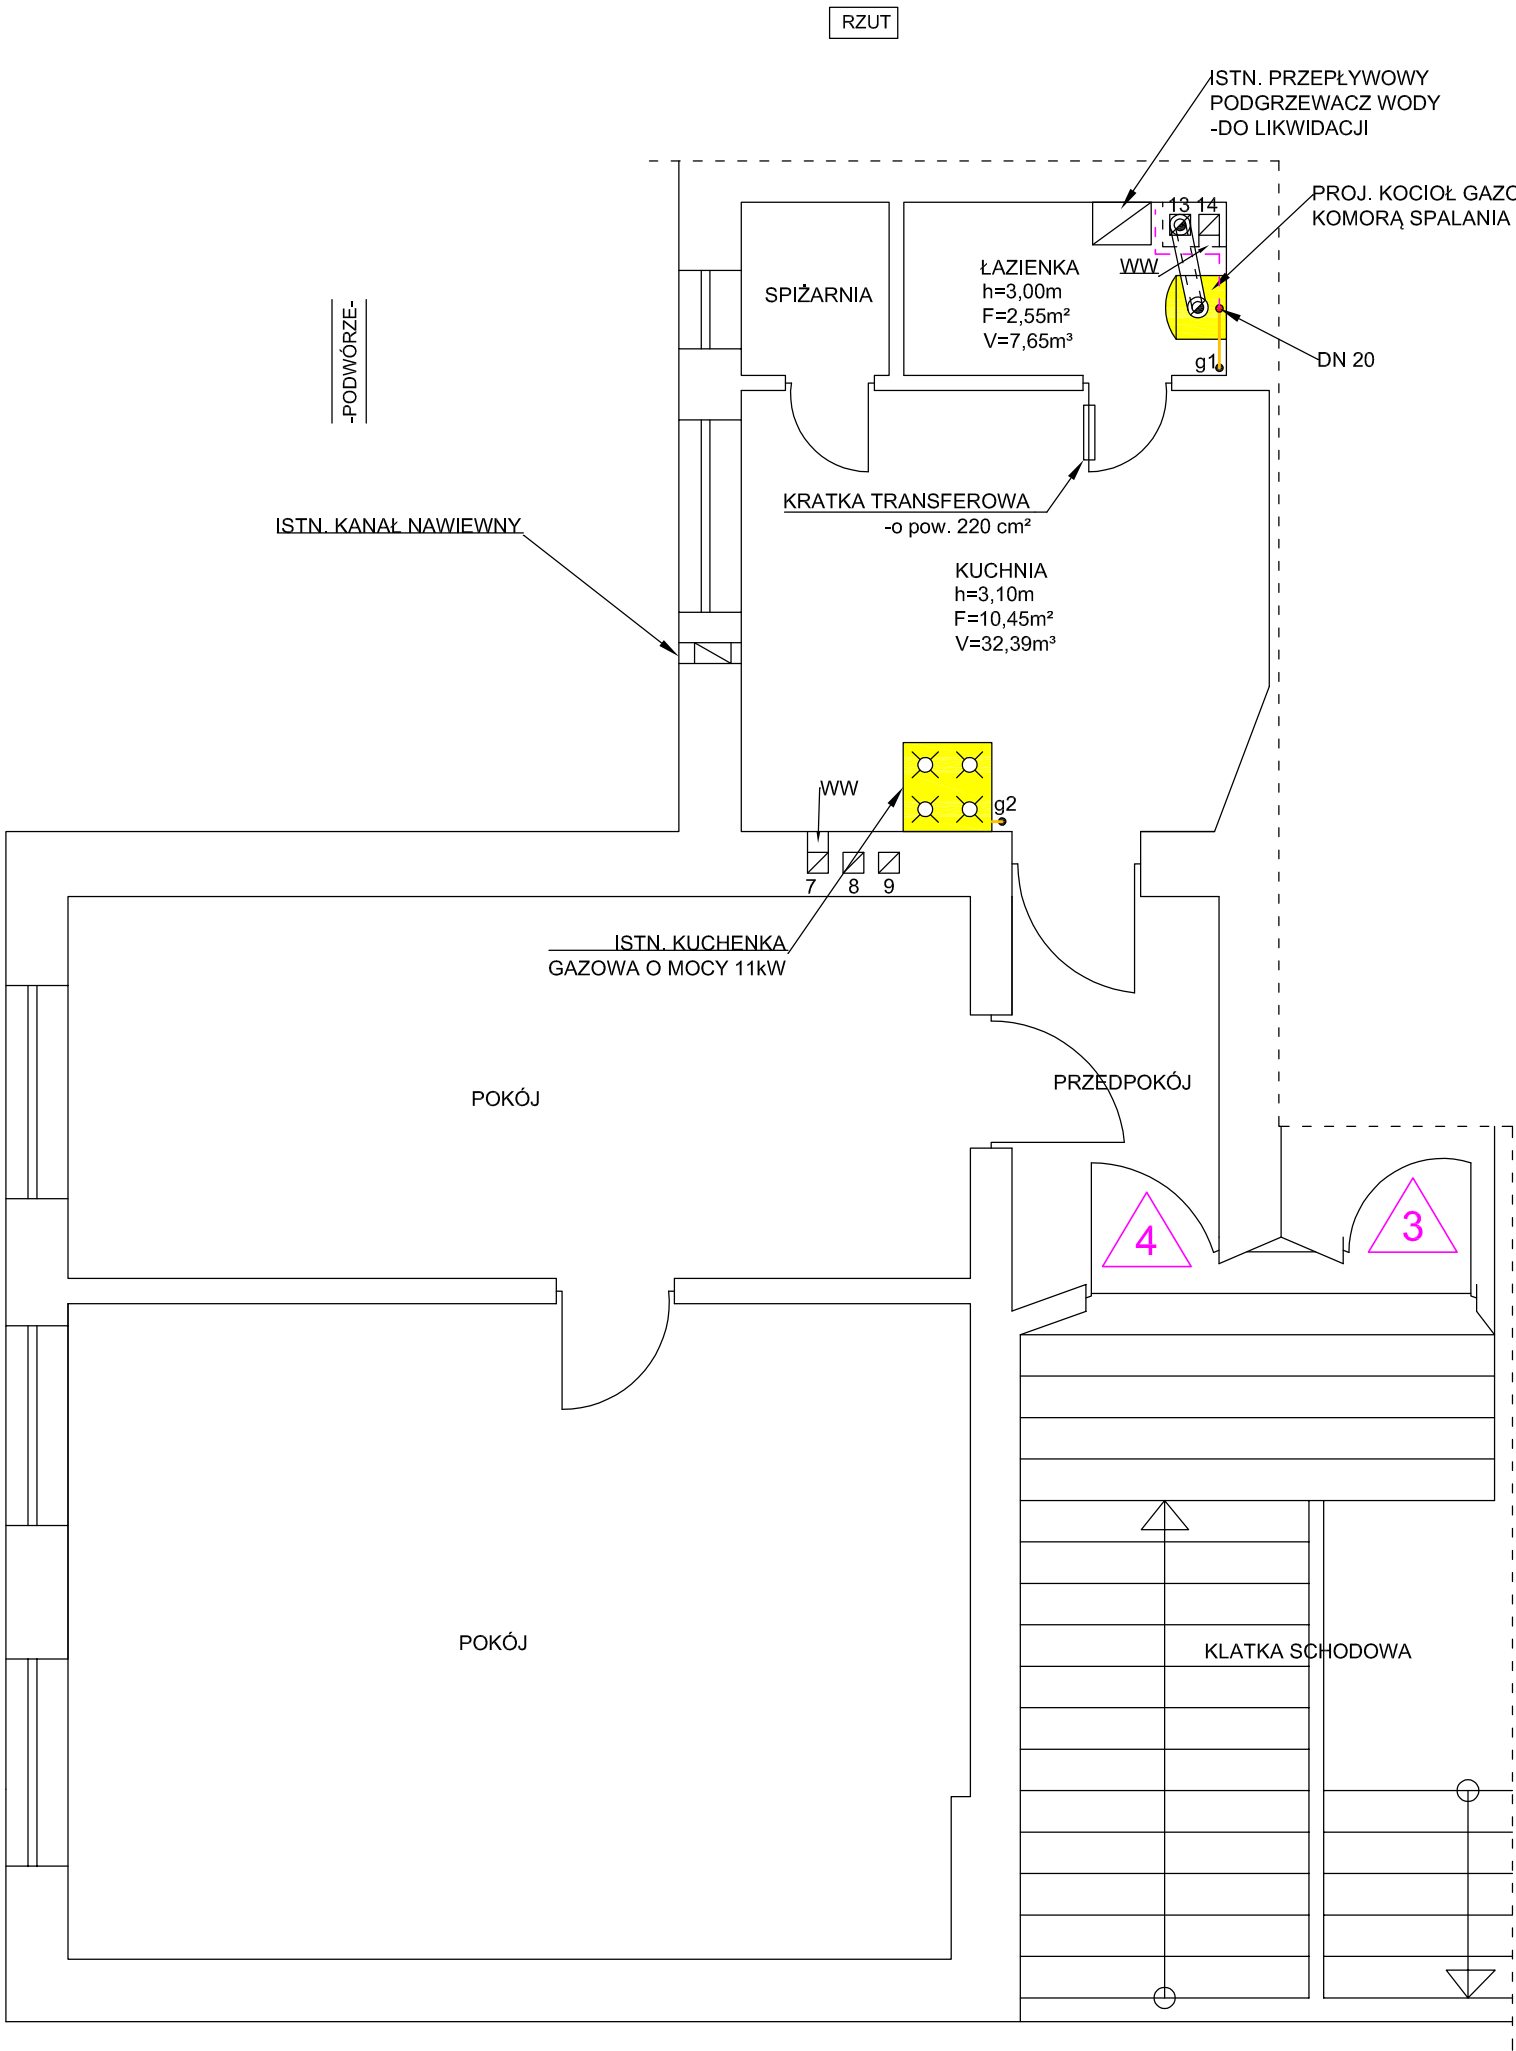 RZUT
ISTN. PRZEPŁYWOWY
PODGRZEWACZ WODY
-DO LIKWIDACJI
PROJ. KOCIOŁ
KOMORĄ SPALANIA
13 14
WW
ŁAZIENKA
h=3,00m
F=2,55m²
V=7,65m³
SPIŻARNIA
-PODWÓRZE-
g1
DN 20
KRATKA TRANSFEROWA
-o pow. 220 cm²
ISTN. KANAŁ NAWIEWNY
KUCHNIA
h=3,10m
F=10,45m²
V=32,39m³
WW
g2
7 8 9
ISTN. KUCHENKA
GAZOWA O MOCY 11kW
POKÓJ
PRZEDPOKÓJ
4
3
POKÓJ
KLATKA SCHODOWA